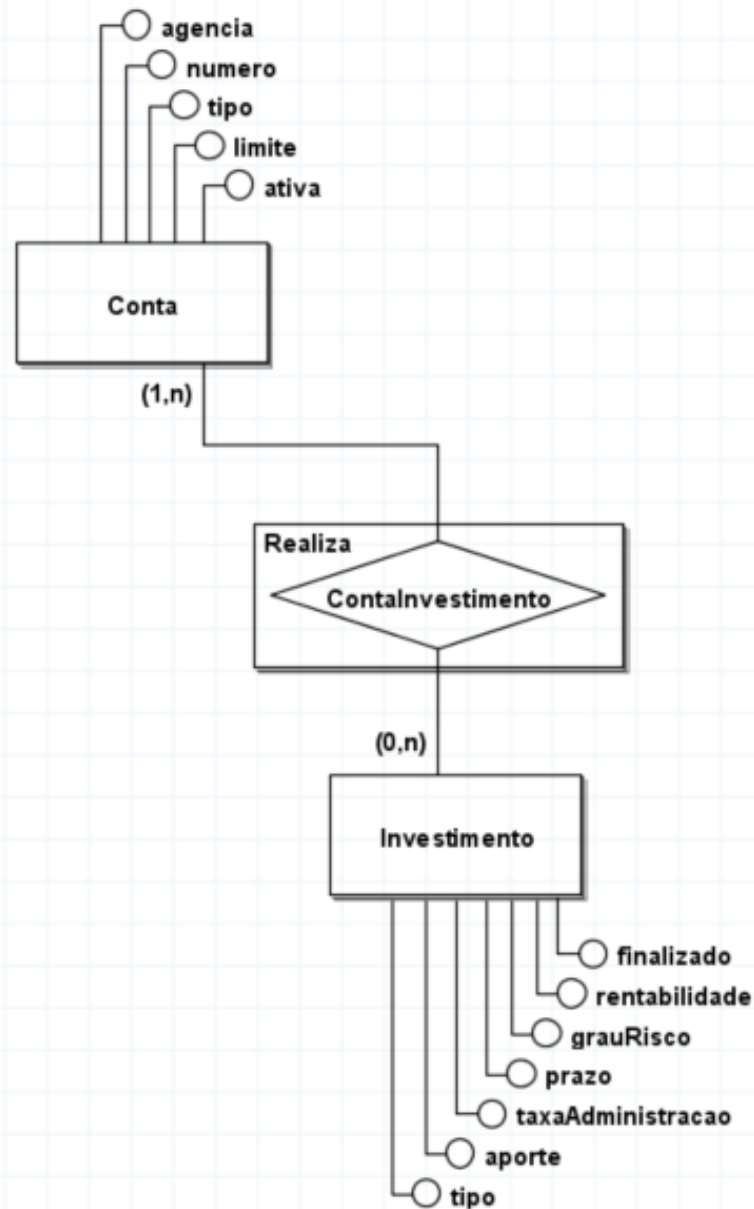 agencia
numero
tipo
limite
ativa
Conta
(1,n)
Realiza
ContaInvestimento
(0,n)
Investimento
finalizado
rentabilidade
grauRisco
prazo
taxaAdministracao
aporte
tipo